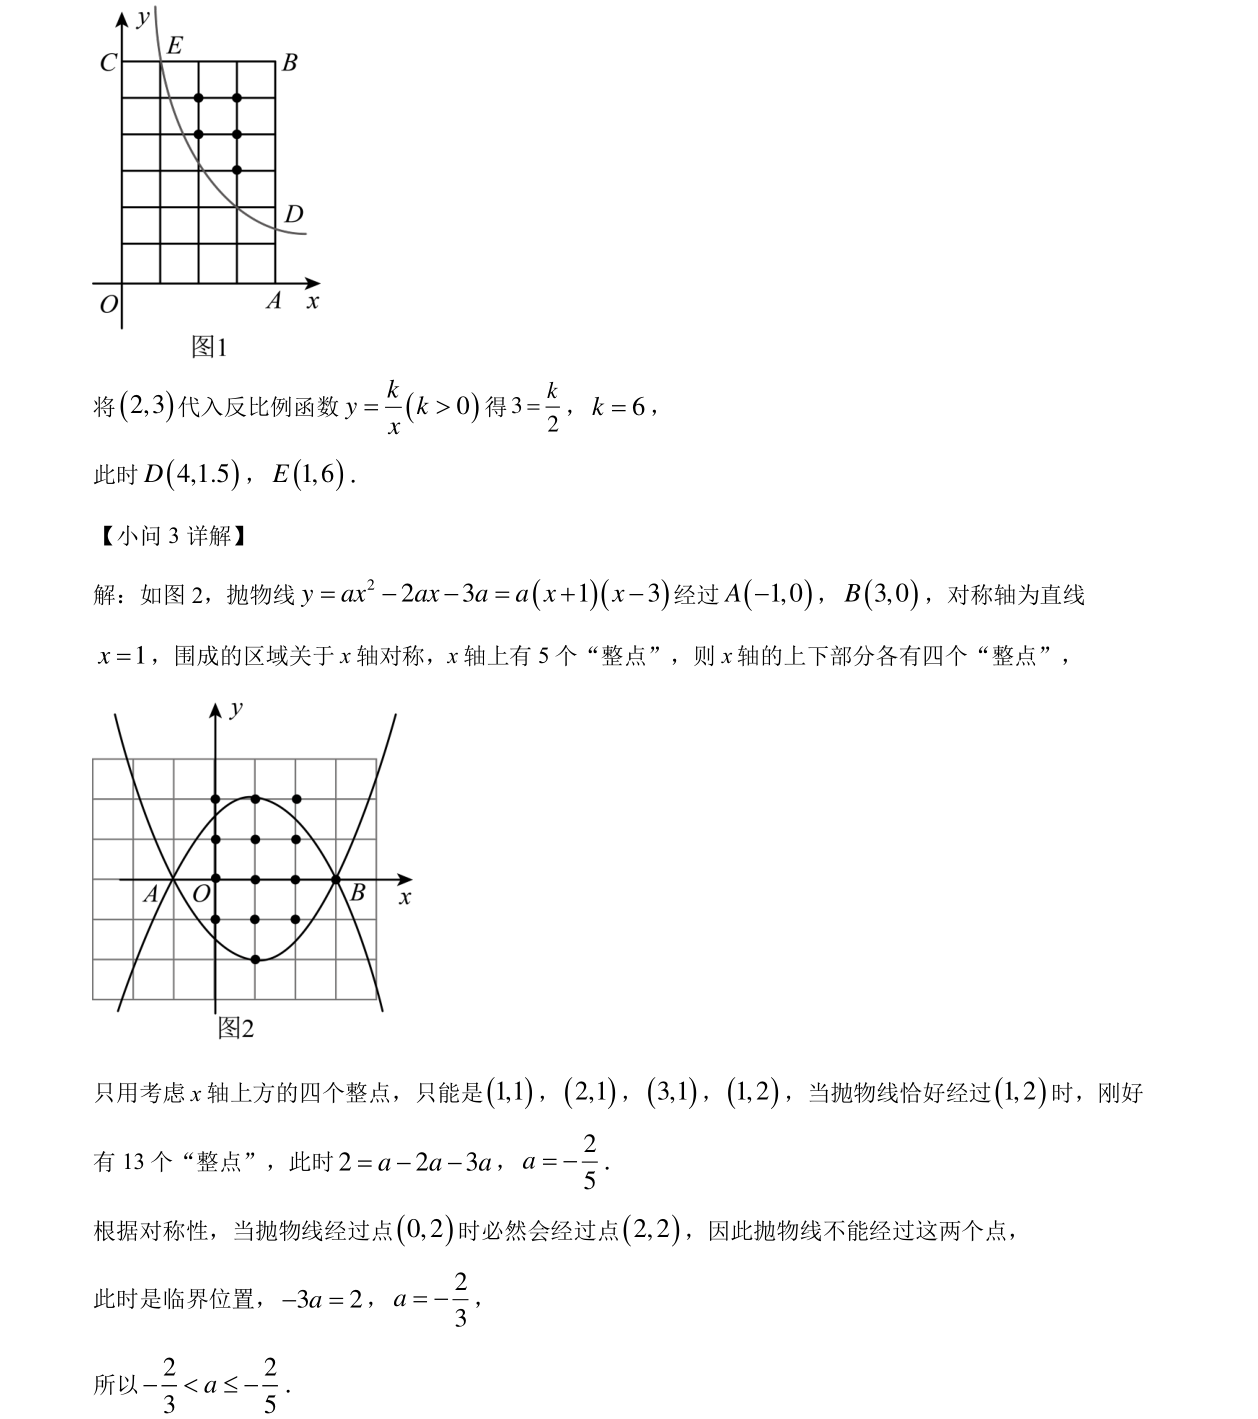 y
E
C
B
D
O
A
x
图1
将(2,3)代入反比例函数 y = k/x (k > 0)得3 = k/2，k = 6，
此时 D(4,1.5)，E(1,6)．
【小问 3 详解】
解：如图 2，抛物线 y = ax² − 2ax − 3a = a(x+1)(x−3)经过 A(−1,0)，B(3,0)，对称轴为直线
x = 1，围成的区域关于 x 轴对称，x 轴上有 5 个“整点”，则 x 轴的上下部分各有四个“整点”，
y
A
O
B
x
图2
只用考虑 x 轴上方的四个整点，只能是(1,1)，(2,1)，(3,1)，(1,2)，当抛物线恰好经过(1,2)时，刚好
有 13 个“整点”，此时 2 = a − 2a − 3a，a = −2/5．
根据对称性，当抛物线经过点(0,2)时必然会经过点(2,2)，因此抛物线不能经过这两个点，
此时是临界位置，−3a = 2，a = −2/3，
所以 −2/3 < a ≤ −2/5．